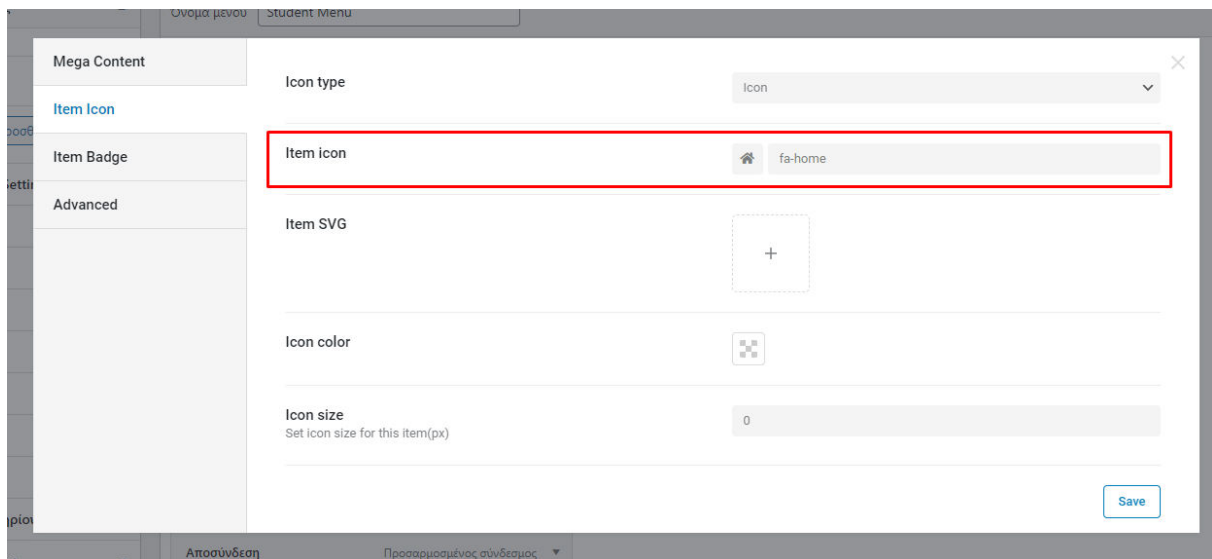 Όνομα μενού
Student Menu
Mega Content
Item Icon
Item Badge
Advanced
Icon type
Icon
Item icon
fa-home
Item SVG
+
Icon color
Icon size
Set icon size for this item(px)
0
Save
Αποσύνδεση
Προσαρμοσμένος σύνδεσμος